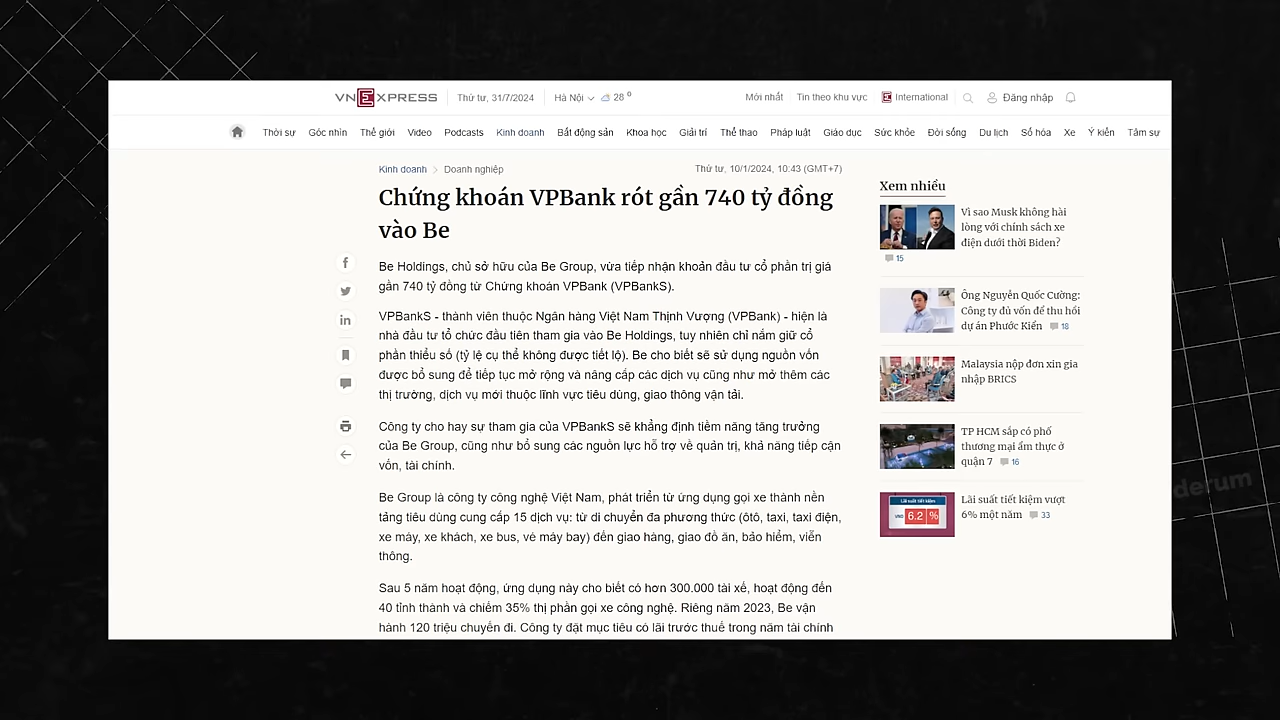 VNEXPRESS
Thứ tư, 31/7/2024
Hà Nội
28°
Mới nhất
Tin theo khu vực
International
Đăng nhập
Thời sự Góc nhìn Thế giới Video Podcasts Kinh doanh Bất động sản Khoa học Giải trí Thể thao Pháp luật Giáo dục Sức khỏe Đời sống Du lịch Số hóa Xe Ý kiến Tâm sự
Kinh doanh > Doanh nghiệp
Thứ tư, 10/1/2024, 10:43 (GMT+7)
Chứng khoán VPBank rót gần 740 tỷ đồng
vào Be
Be Holdings, chủ sở hữu của Be Group, vừa tiếp nhận khoản đầu tư cổ phần trị giá
gần 740 tỷ đồng từ Chứng khoán VPBank (VPBankS).
VPBankS - thành viên thuộc Ngân hàng Việt Nam Thịnh Vượng (VPBank) - hiện là
nhà đầu tư tổ chức đầu tiên tham gia vào Be Holdings, tuy nhiên chỉ nắm giữ cổ
phần thiểu số (tỷ lệ cụ thể không được tiết lộ). Be cho biết sẽ sử dụng nguồn vốn
được bổ sung để tiếp tục mở rộng và nâng cấp các dịch vụ cũng như mở thêm các
thị trường, dịch vụ mới thuộc lĩnh vực tiêu dùng, giao thông vận tải.
Công ty cho hay sự tham gia của VPBankS sẽ khẳng định tiềm năng tăng trưởng
của Be Group, cũng như bổ sung các nguồn lực hỗ trợ về quản trị, khả năng tiếp cận
vốn, tài chính.
Be Group là công ty công nghệ Việt Nam, phát triển từ ứng dụng gọi xe thành nền
tảng tiêu dùng cung cấp 15 dịch vụ: từ di chuyển đa phương thức (ôtô, taxi, taxi điện,
xe máy, xe khách, xe bus, vé máy bay) đến giao hàng, giao đồ ăn, bảo hiểm, viễn
thông.
Sau 5 năm hoạt động, ứng dụng này cho biết có hơn 300.000 tài xế, hoạt động đến
40 tỉnh thành và chiếm 35% thị phần gọi xe công nghệ. Riêng năm 2023, Be vận
hành 120 triệu chuyến đi. Công ty đặt mục tiêu có lãi trước thuế trong năm tài chính
Xem nhiều
Vì sao Musk không hài
lòng với chính sách xe
điện dưới thời Biden?
15
Ông Nguyễn Quốc Cường:
Công ty đủ vốn để thu hồi
dự án Phước Kiển 18
Malaysia nộp đơn xin gia
nhập BRICS
TP HCM sắp có phố
thương mại ẩm thực ở
quận 7 16
Lãi suất tiết kiệm vượt
6% một năm 33
6.2 %
derum